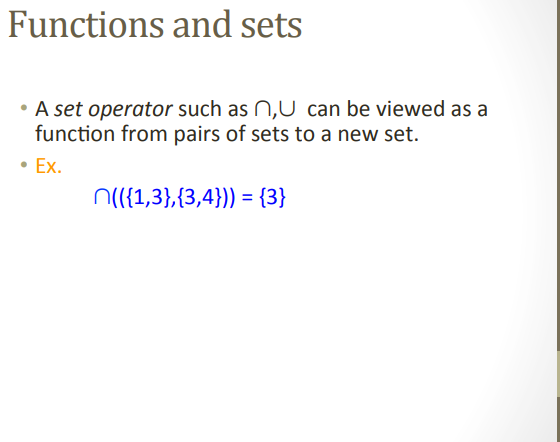 Functions and sets
• A set operator such as ∩,∪ can be viewed as a
function from pairs of sets to a new set.
• Ex.
∩(({1,3},{3,4})) = {3}